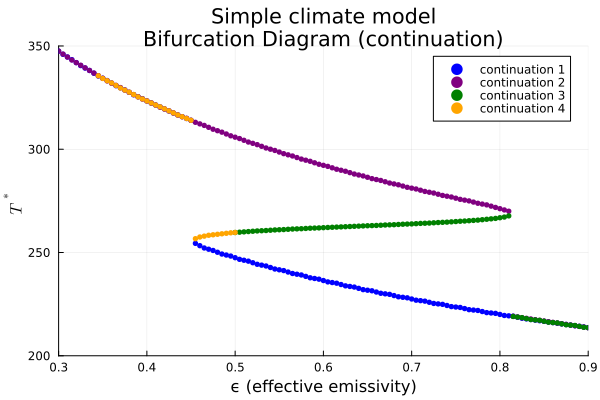 Simple climate model
Bifurcation Diagram (continuation)
350
300
250
200
T*
continuation 1
continuation 2
continuation 3
continuation 4
0.3 0.4 0.5 0.6 0.7 0.8 0.9
ϵ (effective emissivity)